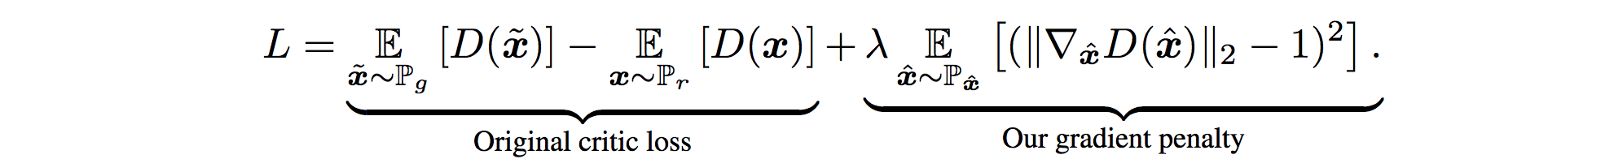 L = 𝔼_{x̃∼ℙ_g} [D(x̃)] − 𝔼_{x∼ℙ_r} [D(x)] + λ 𝔼_{x̂∼ℙ_x̂} [(‖∇_x̂ D(x̂)‖₂ − 1)²] .
Original critic loss Our gradient penalty